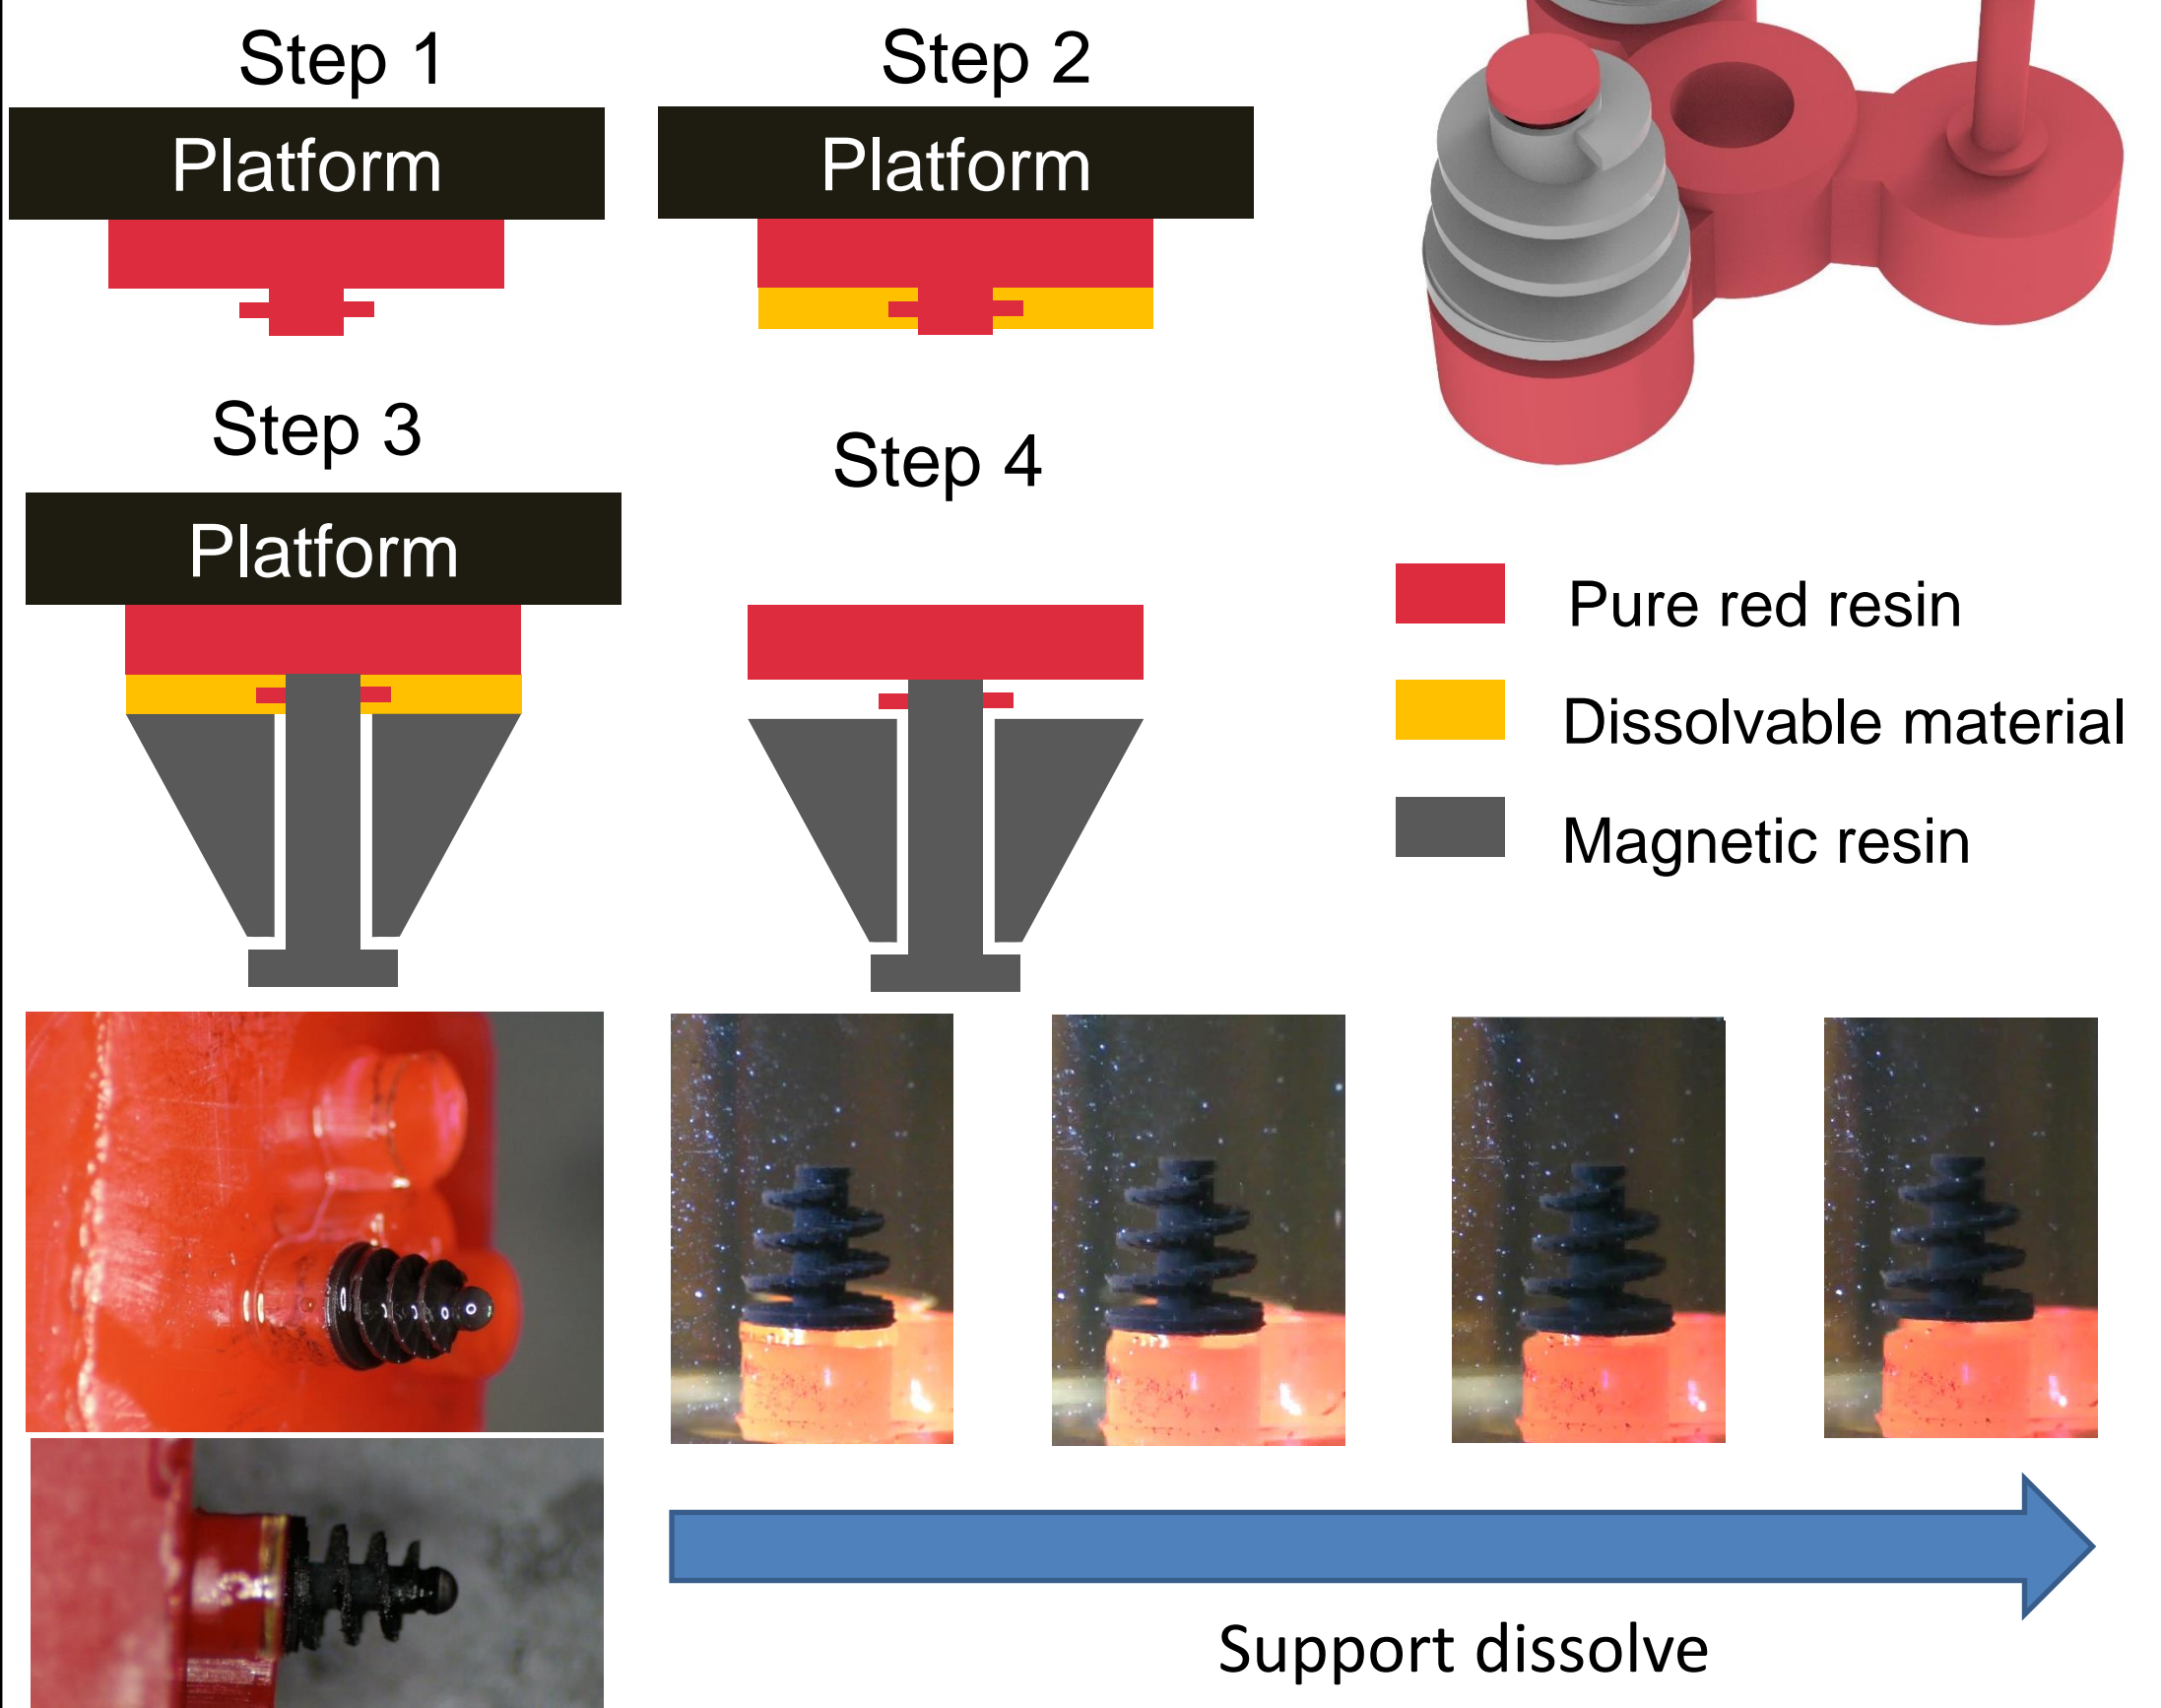 Step 1
Step 2
Platform
Platform
Step 3
Step 4
Platform
Pure red resin
Dissolvable material
Magnetic resin
Support dissolve